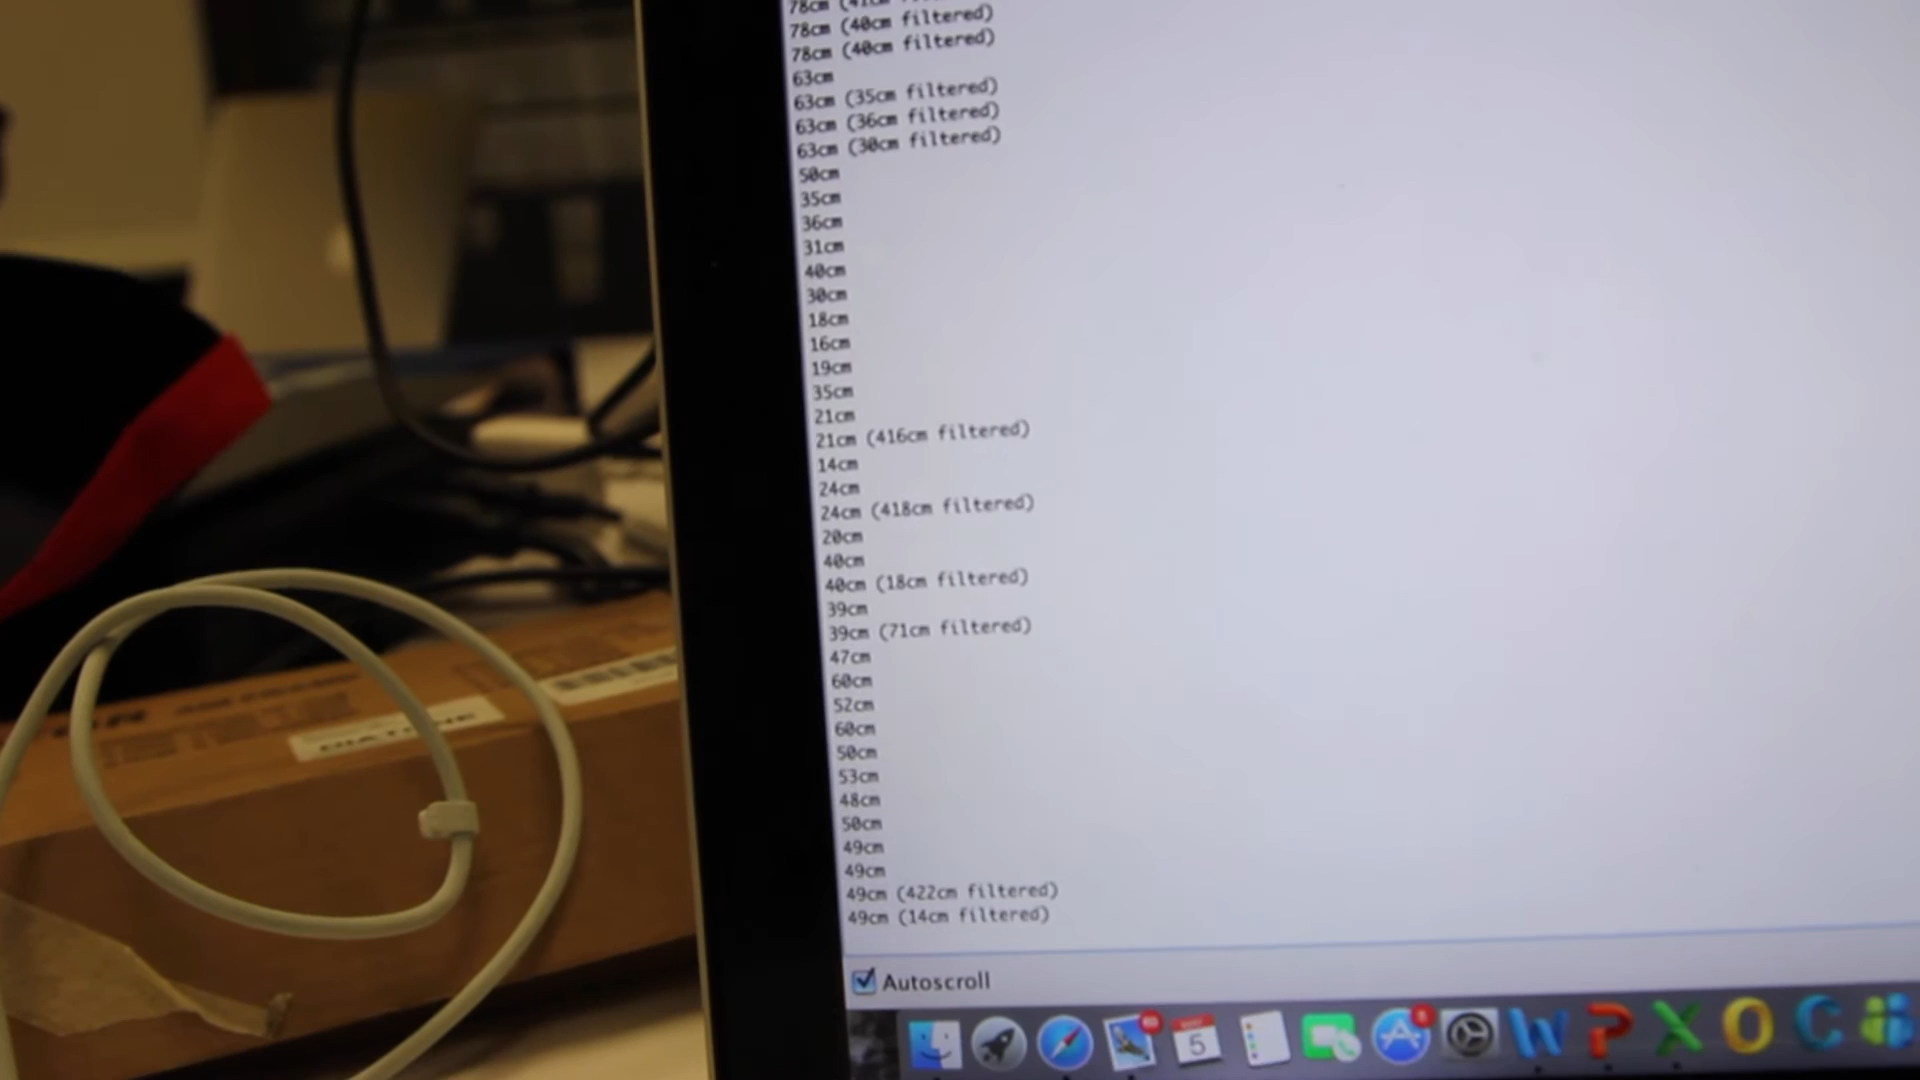 78cm
78cm (40cm filtered)
78cm (40cm filtered)
63cm
63cm (35cm filtered)
63cm (36cm filtered)
63cm (30cm filtered)
50cm
35cm
36cm
31cm
40cm
30cm
18cm
16cm
19cm
35cm
21cm
21cm (416cm filtered)
14cm
24cm
24cm (418cm filtered)
20cm
40cm
40cm (18cm filtered)
39cm
39cm (71cm filtered)
47cm
60cm
52cm
60cm
50cm
53cm
48cm
50cm
49cm
49cm
49cm (422cm filtered)
49cm (14cm filtered)
Autoscroll
5